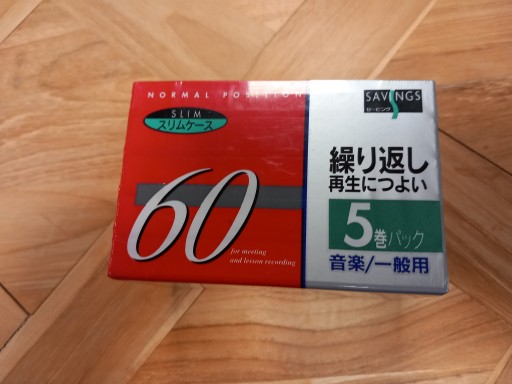 NORMAL POSITION
SLIM
スリムケース
60
for meeting
and lesson recording
SAVINGS
セービング
繰り返し
再生につよい
5巻パック
音楽/一般用